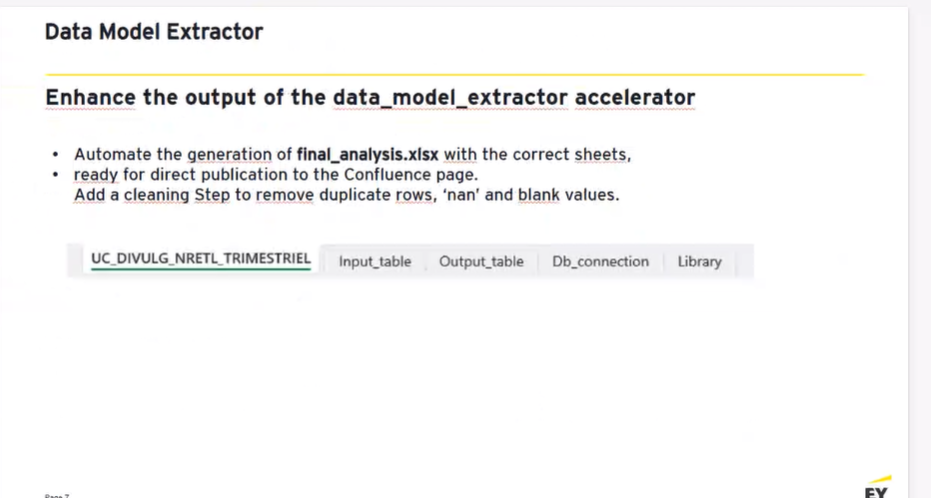 Data Model Extractor
Enhance the output of the data_model_extractor accelerator
• Automate the generation of final_analysis.xlsx with the correct sheets,
• ready for direct publication to the Confluence page.
Add a cleaning Step to remove duplicate rows, ‘nan’ and blank values.
UC_DIVULG_NRETL_TRIMESTRIEL Input_table Output_table Db_connection Library
Page 7
EY